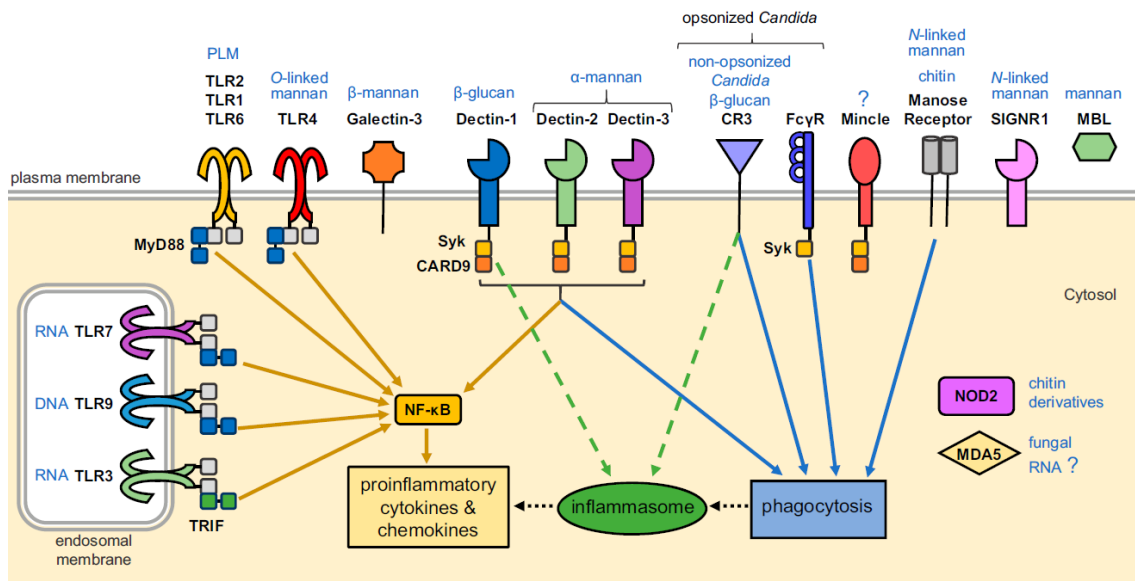 opsonized Candida
PLM
TLR2
TLR1
TLR6
O-linked
mannan
TLR4
β-mannan
Galectin-3
β-glucan
Dectin-1
α-mannan
Dectin-2 Dectin-3
non-opsonized
Candida
β-glucan
CR3
FcγR
?
Mincle
N-linked
mannan
chitin
Manose
Receptor
N-linked
mannan
SIGNR1
mannan
MBL
plasma membrane
MyD88
Syk
CARD9
Syk
Cytosol
RNA TLR7
DNA TLR9
RNA TLR3
TRIF
endosomal
membrane
NF-κB
proinflammatory
cytokines &
chemokines
inflammasome
phagocytosis
NOD2
chitin
derivatives
MDA5
fungal
RNA ?